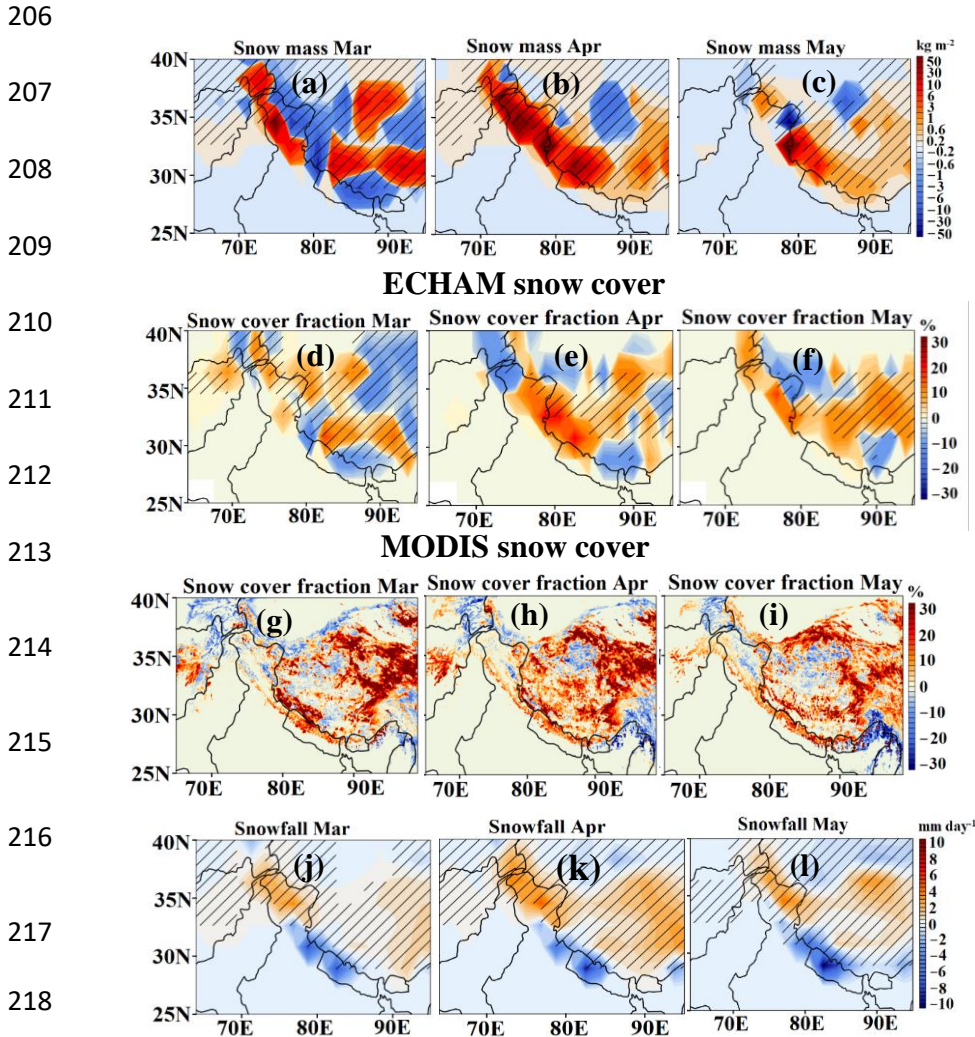 206
Snow mass Mar Snow mass Apr Snow mass May kg m⁻²
40N (a) (b) (c) 50
30
207 10
35N 6
3
1
0.6
0.2
208 −0.2
30N −0.6
−1
−3
−6
−10
−30
209 25N −50
70E 80E 90E 70E 80E 90E 70E 80E 90E
ECHAM snow cover
210 Snow cover fraction Mar Snow cover fraction Apr Snow cover fraction May %
40N (d) (e) (f) 30
20
35N
211 10
0
30N −10
212 −20
25N −30
70E 80E 90E 70E 80E 90E 70E 80E 90E
213 MODIS snow cover
Snow cover fraction Mar Snow cover fraction Apr Snow cover fraction May %
40N (g) (h) (i) 30
214 20
35N 10
0
30N −10
215 −20
25N −30
70E 80E 90E 70E 80E 90E 70E 80E 90E
216 Snowfall Mar Snowfall Apr Snowfall May mm day⁻¹
40N (j) (k) (l) 10
8
6
35N 4
2
217 0
−2
30N −4
−6
218 −8
25N −10
70E 80E 90E 70E 80E 90E 70E 80E 90E